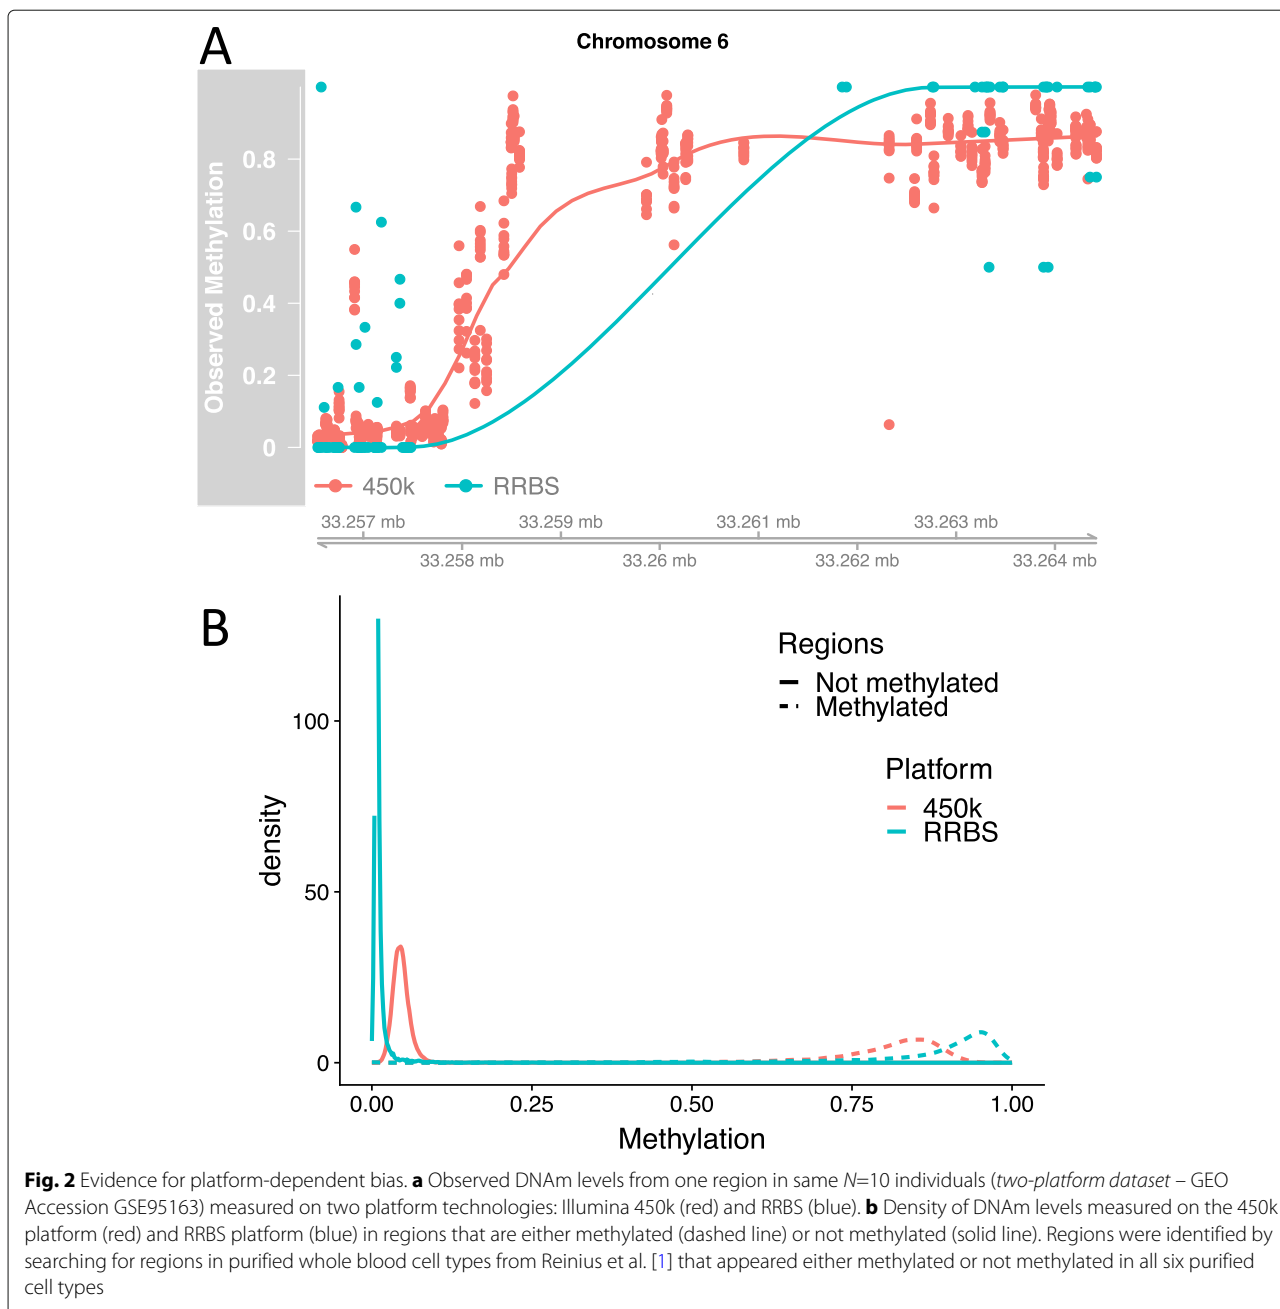 A
Chromosome 6
Observed Methylation
0.8
0.6
0.4
0.2
0
450k RRBS
33.257 mb 33.259 mb 33.261 mb 33.263 mb
33.258 mb 33.26 mb 33.262 mb 33.264 mb
B
Regions
Not methylated
Methylated
Platform
450k
RRBS
density
100
50
0
0.00 0.25 0.50 0.75 1.00
Methylation
Fig. 2 Evidence for platform-dependent bias. a Observed DNAm levels from one region in same N=10 individuals (two-platform dataset – GEO
Accession GSE95163) measured on two platform technologies: Illumina 450k (red) and RRBS (blue). b Density of DNAm levels measured on the 450k
platform (red) and RRBS platform (blue) in regions that are either methylated (dashed line) or not methylated (solid line). Regions were identified by
searching for regions in purified whole blood cell types from Reinius et al. [1] that appeared either methylated or not methylated in all six purified
cell types